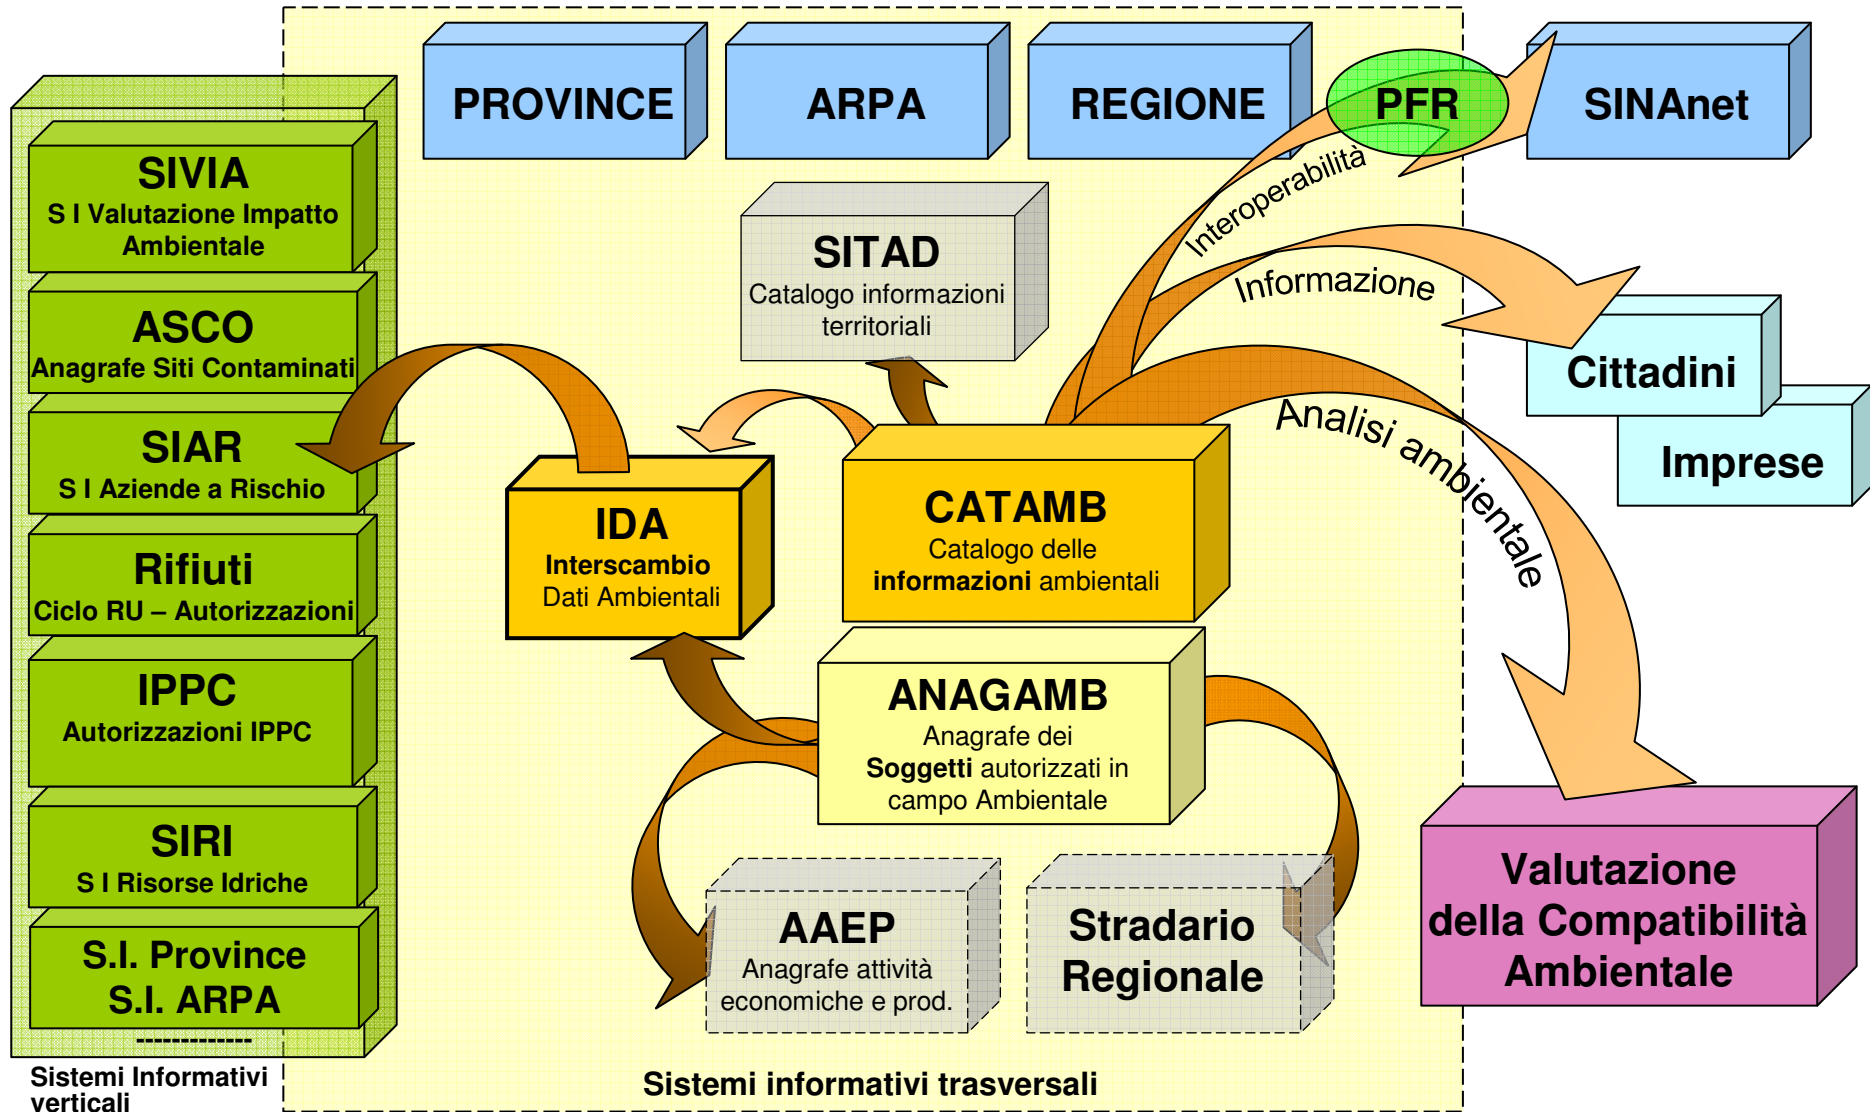 PROVINCE
ARPA
REGIONE
PFR
SINAnet
SIVIA
S I Valutazione Impatto
Ambientale
ASCO
Anagrafe Siti Contaminati
SIAR
S I Aziende a Rischio
Rifiuti
Ciclo RU – Autorizzazioni
IPPC
Autorizzazioni IPPC
SIRI
S I Risorse Idriche
S.I. Province
S.I. ARPA
-------------
Sistemi Informativi
verticali
SITAD
Catalogo informazioni
territoriali
Interoperabilità
Informazione
Analisi ambientale
Cittadini
Imprese
IDA
Interscambio
Dati Ambientali
CATAMB
Catalogo delle
informazioni ambientali
ANAGAMB
Anagrafe dei
Soggetti autorizzati in
campo Ambientale
AAEP
Anagrafe attività
economiche e prod.
Stradario
Regionale
Valutazione
della Compatibilità
Ambientale
Sistemi informativi trasversali